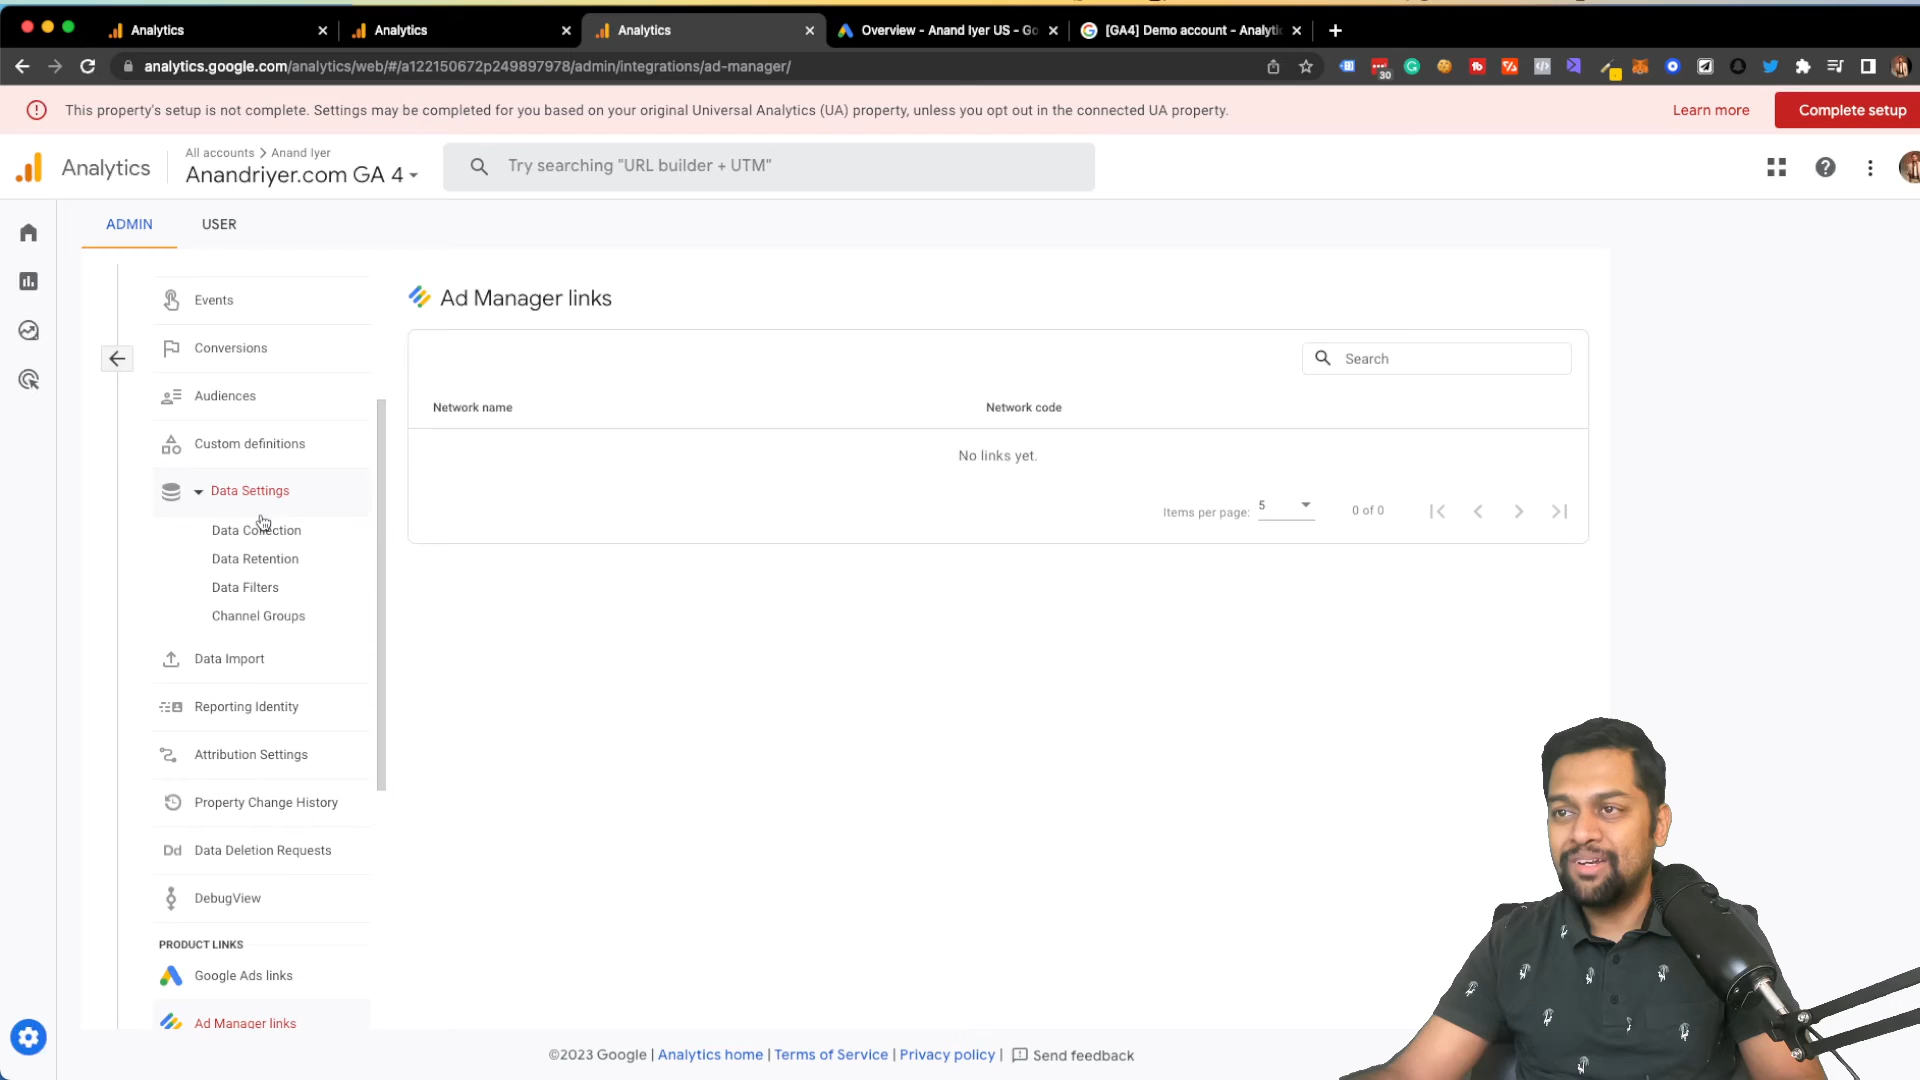 Analytics
Analytics
Analytics
Overview - Anand Iyer US - Go
[GA4] Demo account - Analytic
analytics.google.com/analytics/web/#/a122150672p249897978/admin/integrations/ad-manager/
30
This property's setup is not complete. Settings may be completed for you based on your original Universal Analytics (UA) property, unless you opt out in the connected UA property.
Learn more
Complete setup
Analytics
All accounts > Anand Iyer
Anandriyer.com GA 4
Try searching "URL builder + UTM"
ADMIN
USER
Events
Conversions
Audiences
Custom definitions
Data Settings
Data Collection
Data Retention
Data Filters
Channel Groups
Data Import
Reporting Identity
Attribution Settings
Property Change History
Dd Data Deletion Requests
DebugView
PRODUCT LINKS
Google Ads links
Ad Manager links
Ad Manager links
Search
Network name
Network code
No links yet.
Items per page: 5
0 of 0
©2023 Google | Analytics home | Terms of Service | Privacy policy | Send feedback